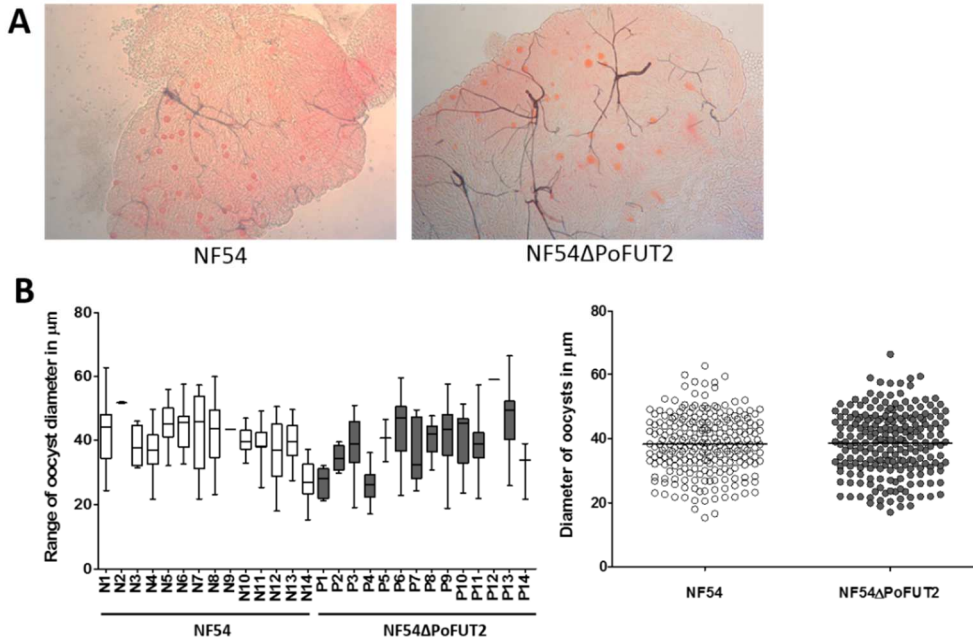 A
NF54
NF54ΔPoFUT2
B
Range of oocyst diameter in μm
80
60
40
20
0
N1 N2 N3 N4 N5 N6 N7 N8 N9 N10 N11 N12 N13 N14 P1 P2 P3 P4 P5 P6 P7 P8 P9 P10 P11 P12 P13 P14
NF54
NF54ΔPoFUT2
Diameter of oocysts in μm
80
60
40
20
0
NF54
NF54ΔPoFUT2